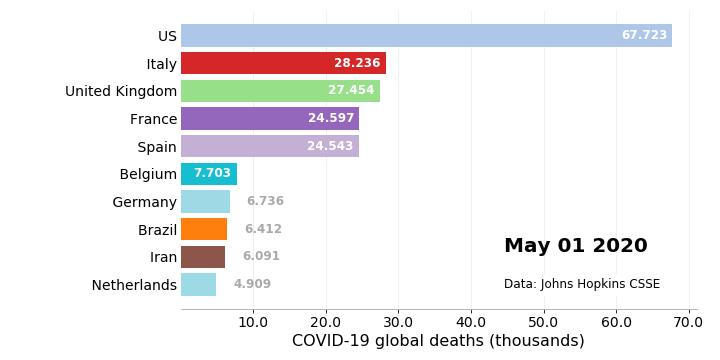 US 67.723
Italy 28.236
United Kingdom 27.454
France 24.597
Spain 24.543
Belgium 7.703
Germany 6.736
Brazil 6.412
Iran 6.091
Netherlands 4.909
May 01 2020
Data: Johns Hopkins CSSE
10.0 20.0 30.0 40.0 50.0 60.0 70.0
COVID-19 global deaths (thousands)